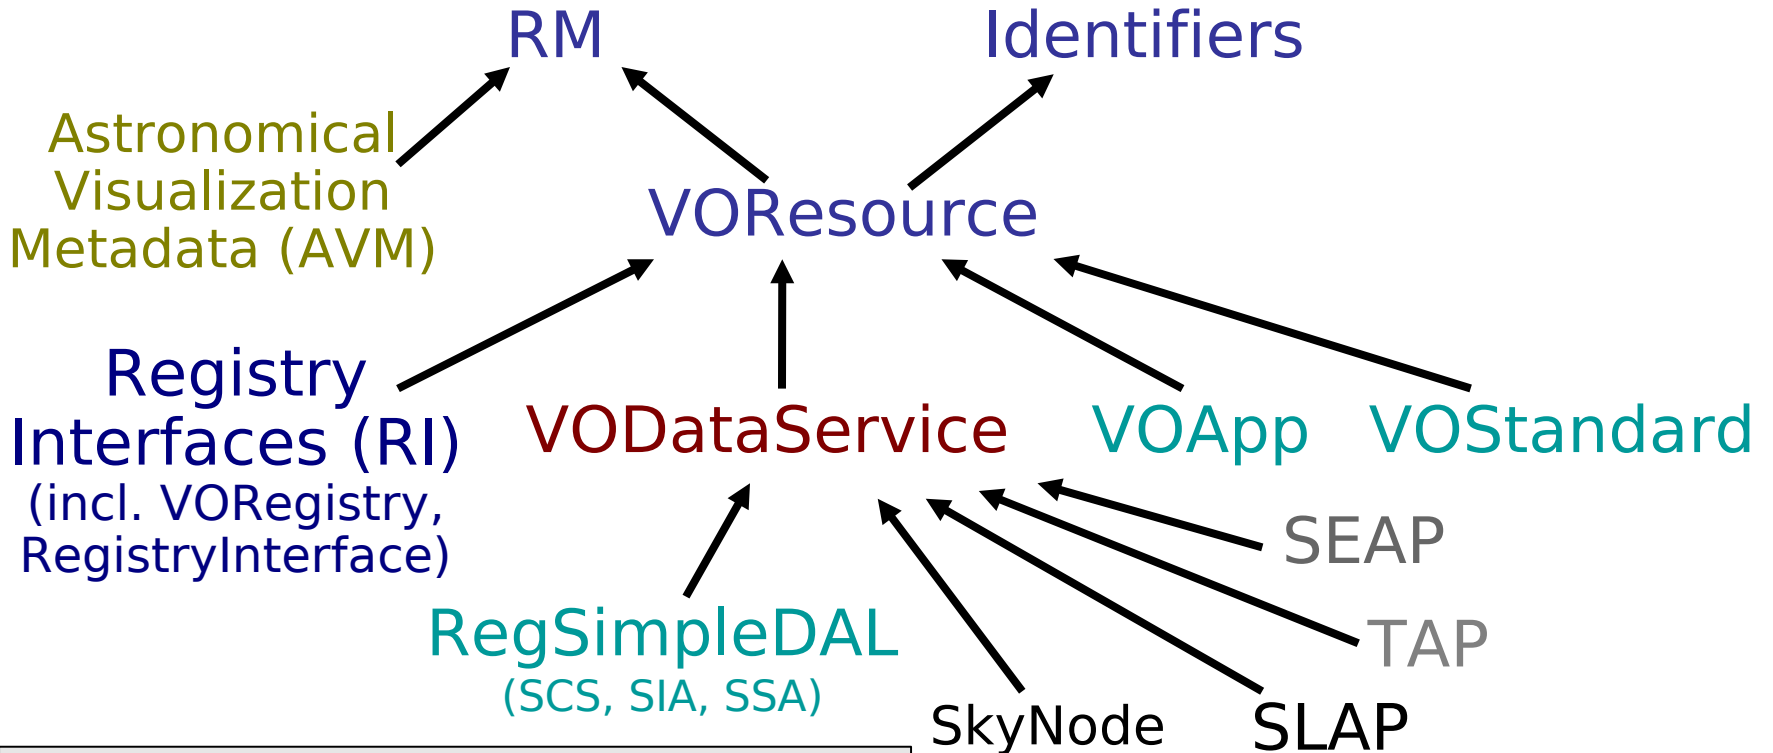 RM
Identifiers
Astronomical
Visualization
Metadata (AVM)
VOResource
Registry
Interfaces (RI)
(incl. VORegistry,
RegistryInterface)
VODataService
VOApp
VOStandard
SEAP
RegSimpleDAL
(SCS, SIA, SSA)
TAP
SkyNode
SLAP